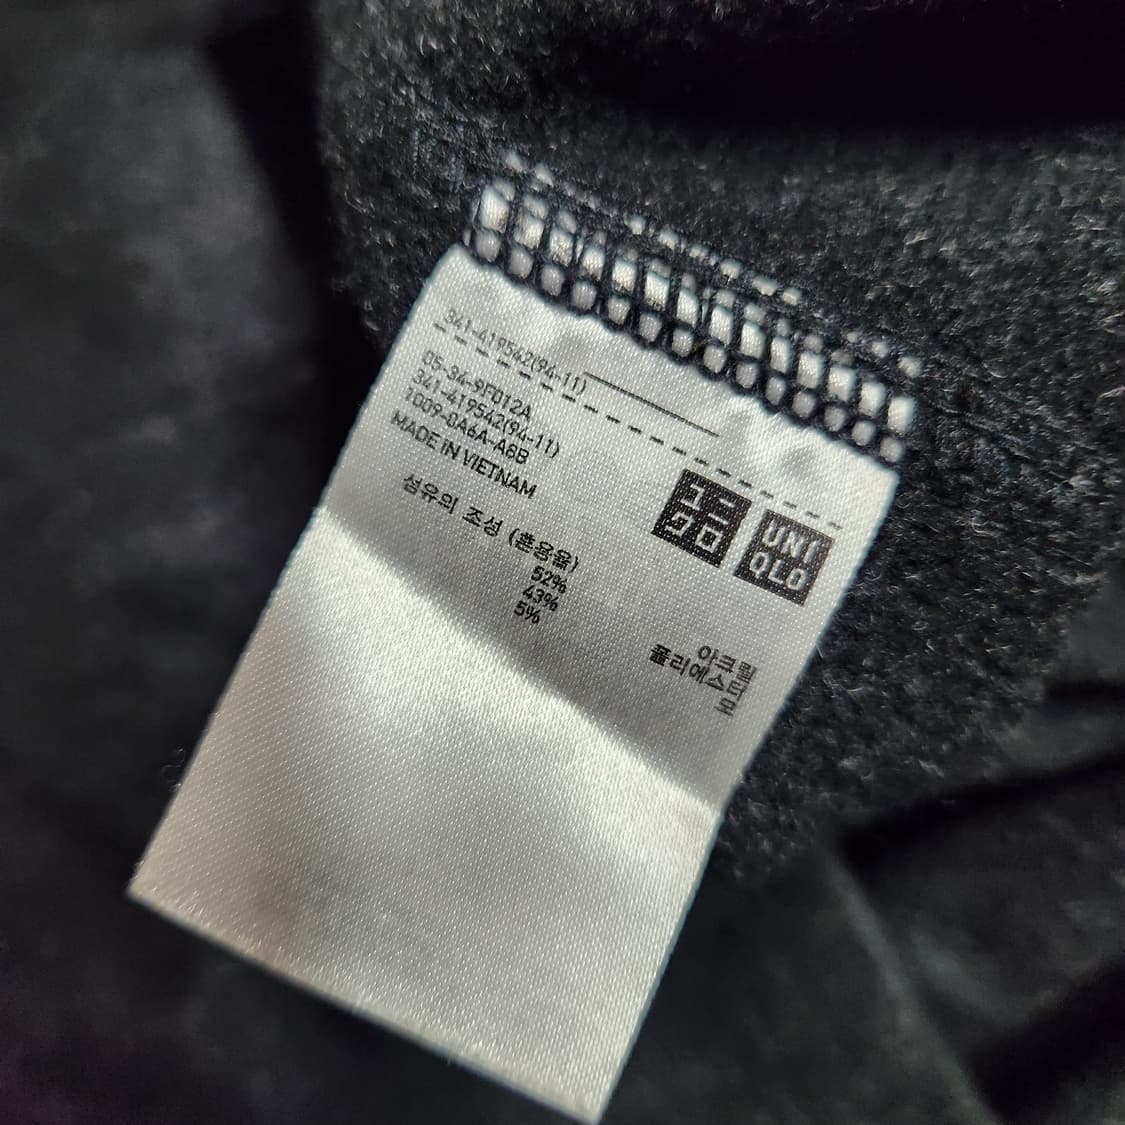 341-419542(94-11)
05-34-9F012A
341-419542(94-11)
1009-0A6A-A8B
MADE IN VIETNAM
ユニ
クロ
UNI
QLO
섬유의 조성 (혼용율)
52% 아크릴
43% 폴리에스터
5% 모